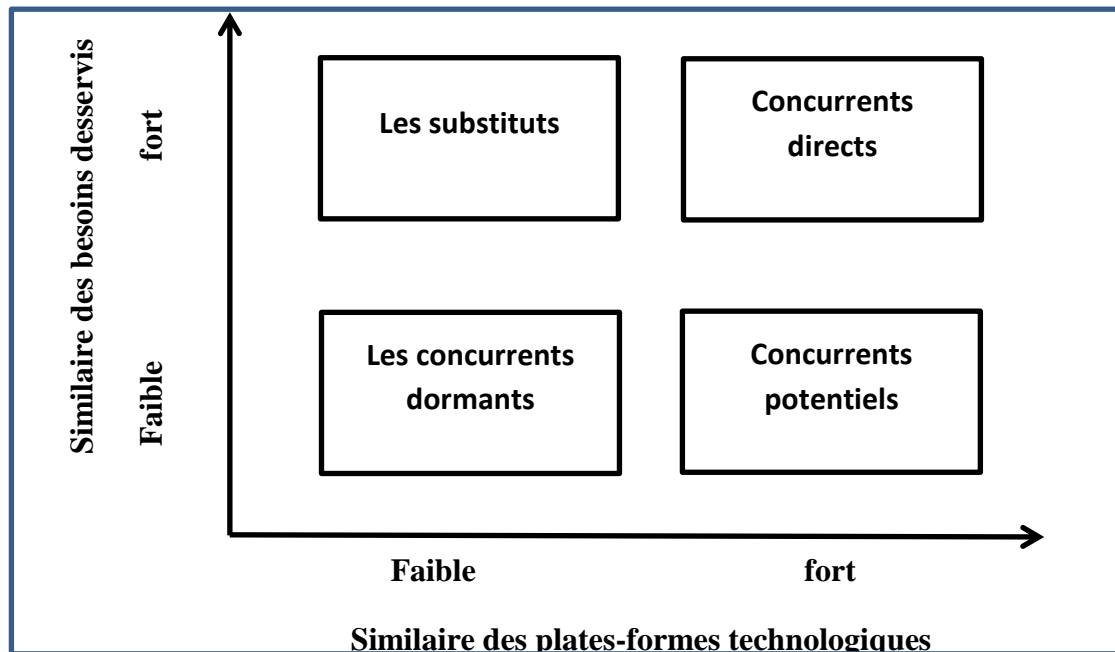 Similaire des besoins desservis
fort
Faible
Les substituts
Concurrents
directs
Les concurrents
dormants
Concurrents
potentiels
Faible
fort
Similaire des plates-formes technologiques